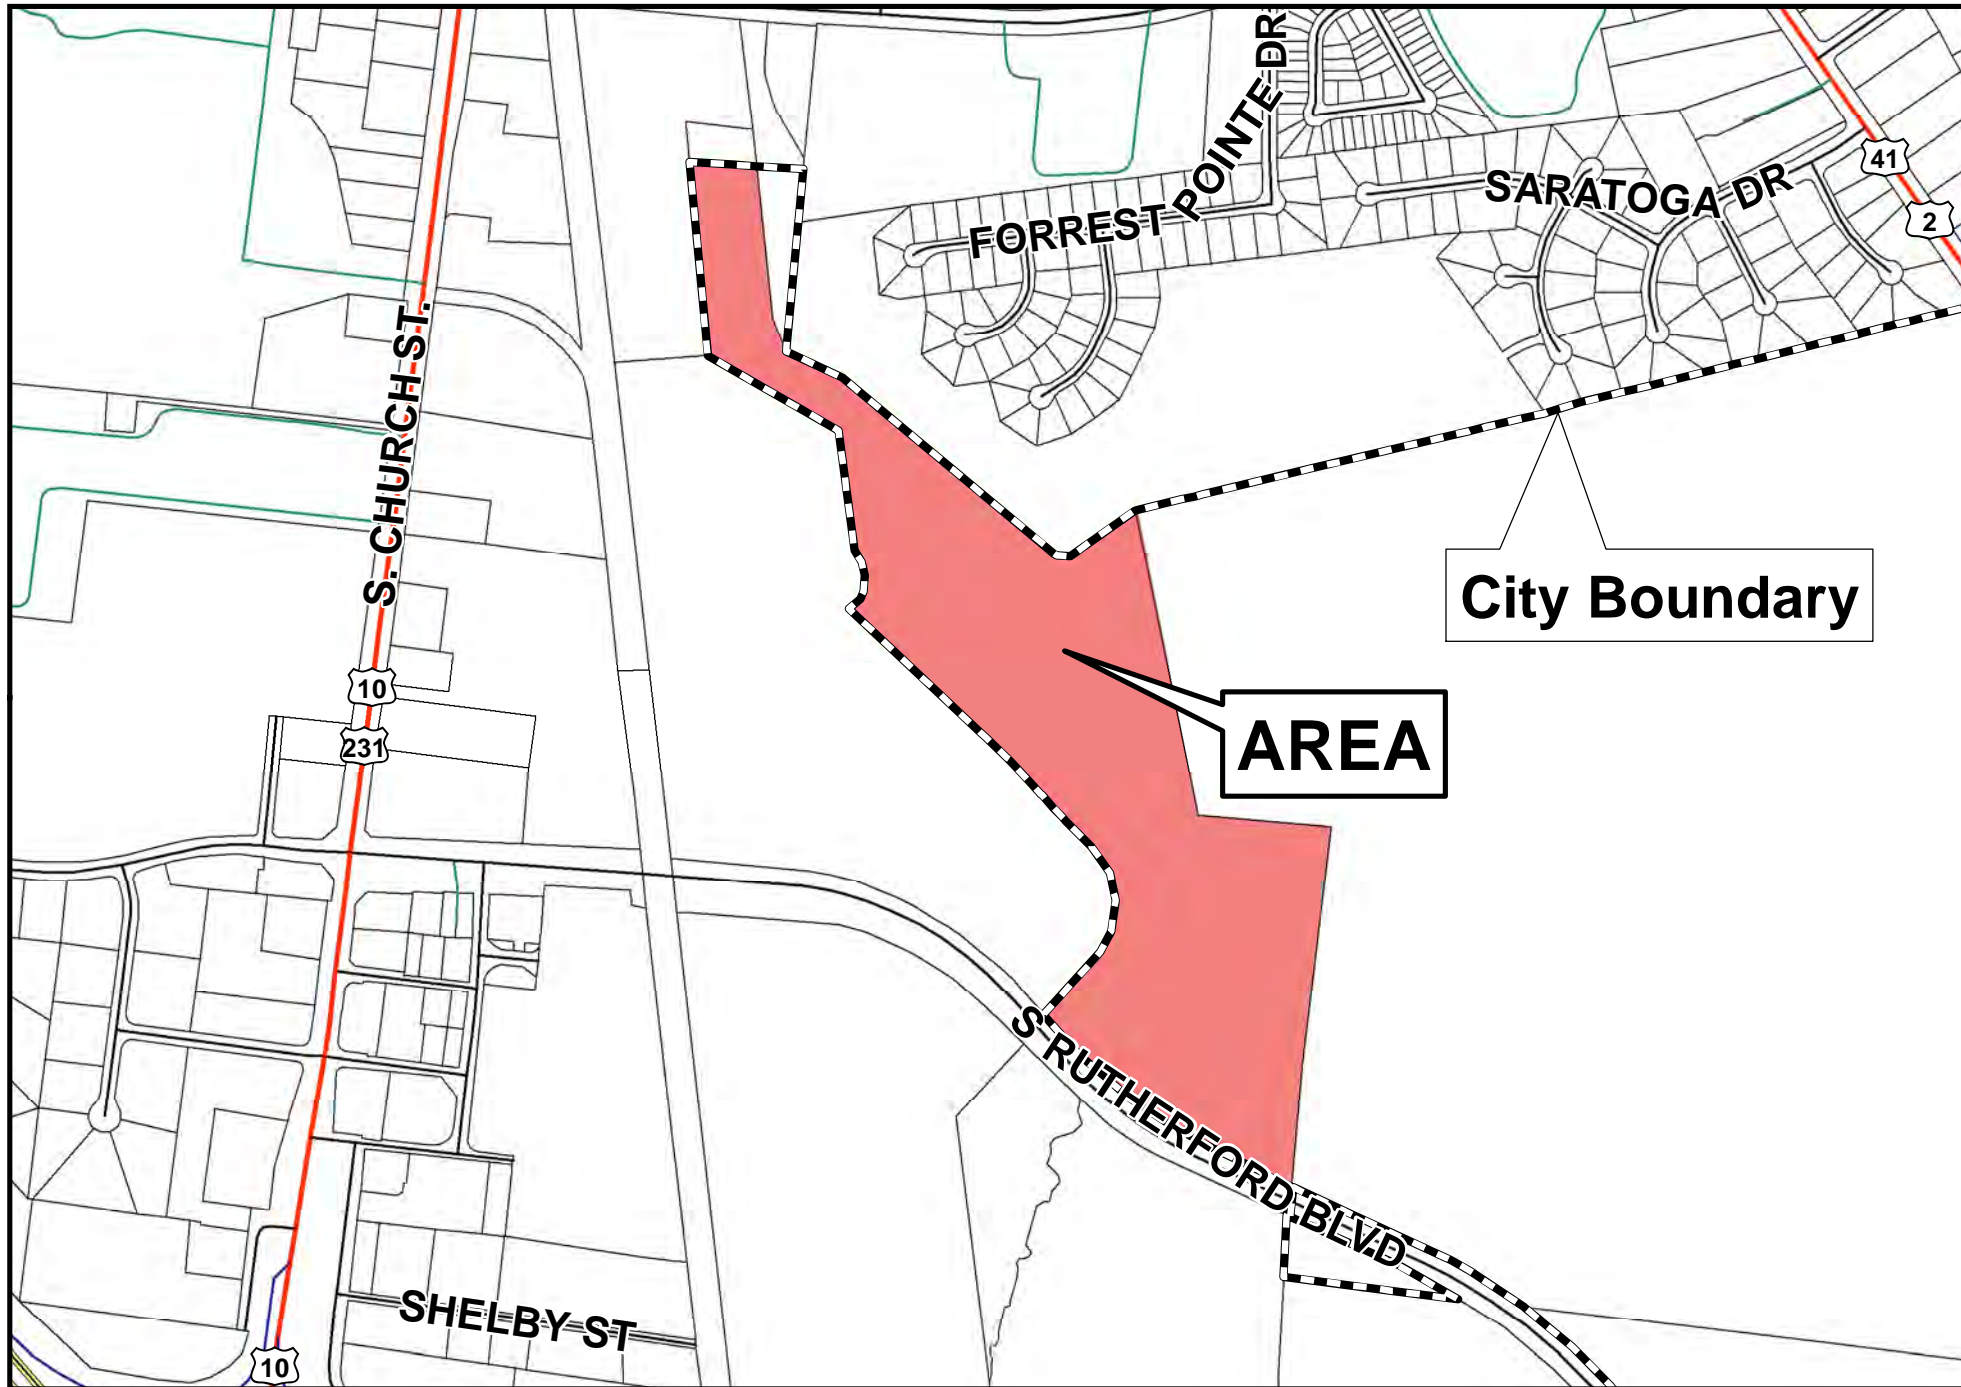 FORREST POINTE DR
SARATOGA DR
41
2
S. CHURCH ST.
City Boundary
10
231
AREA
S RUTHERFORD BLVD
SHELBY ST
10